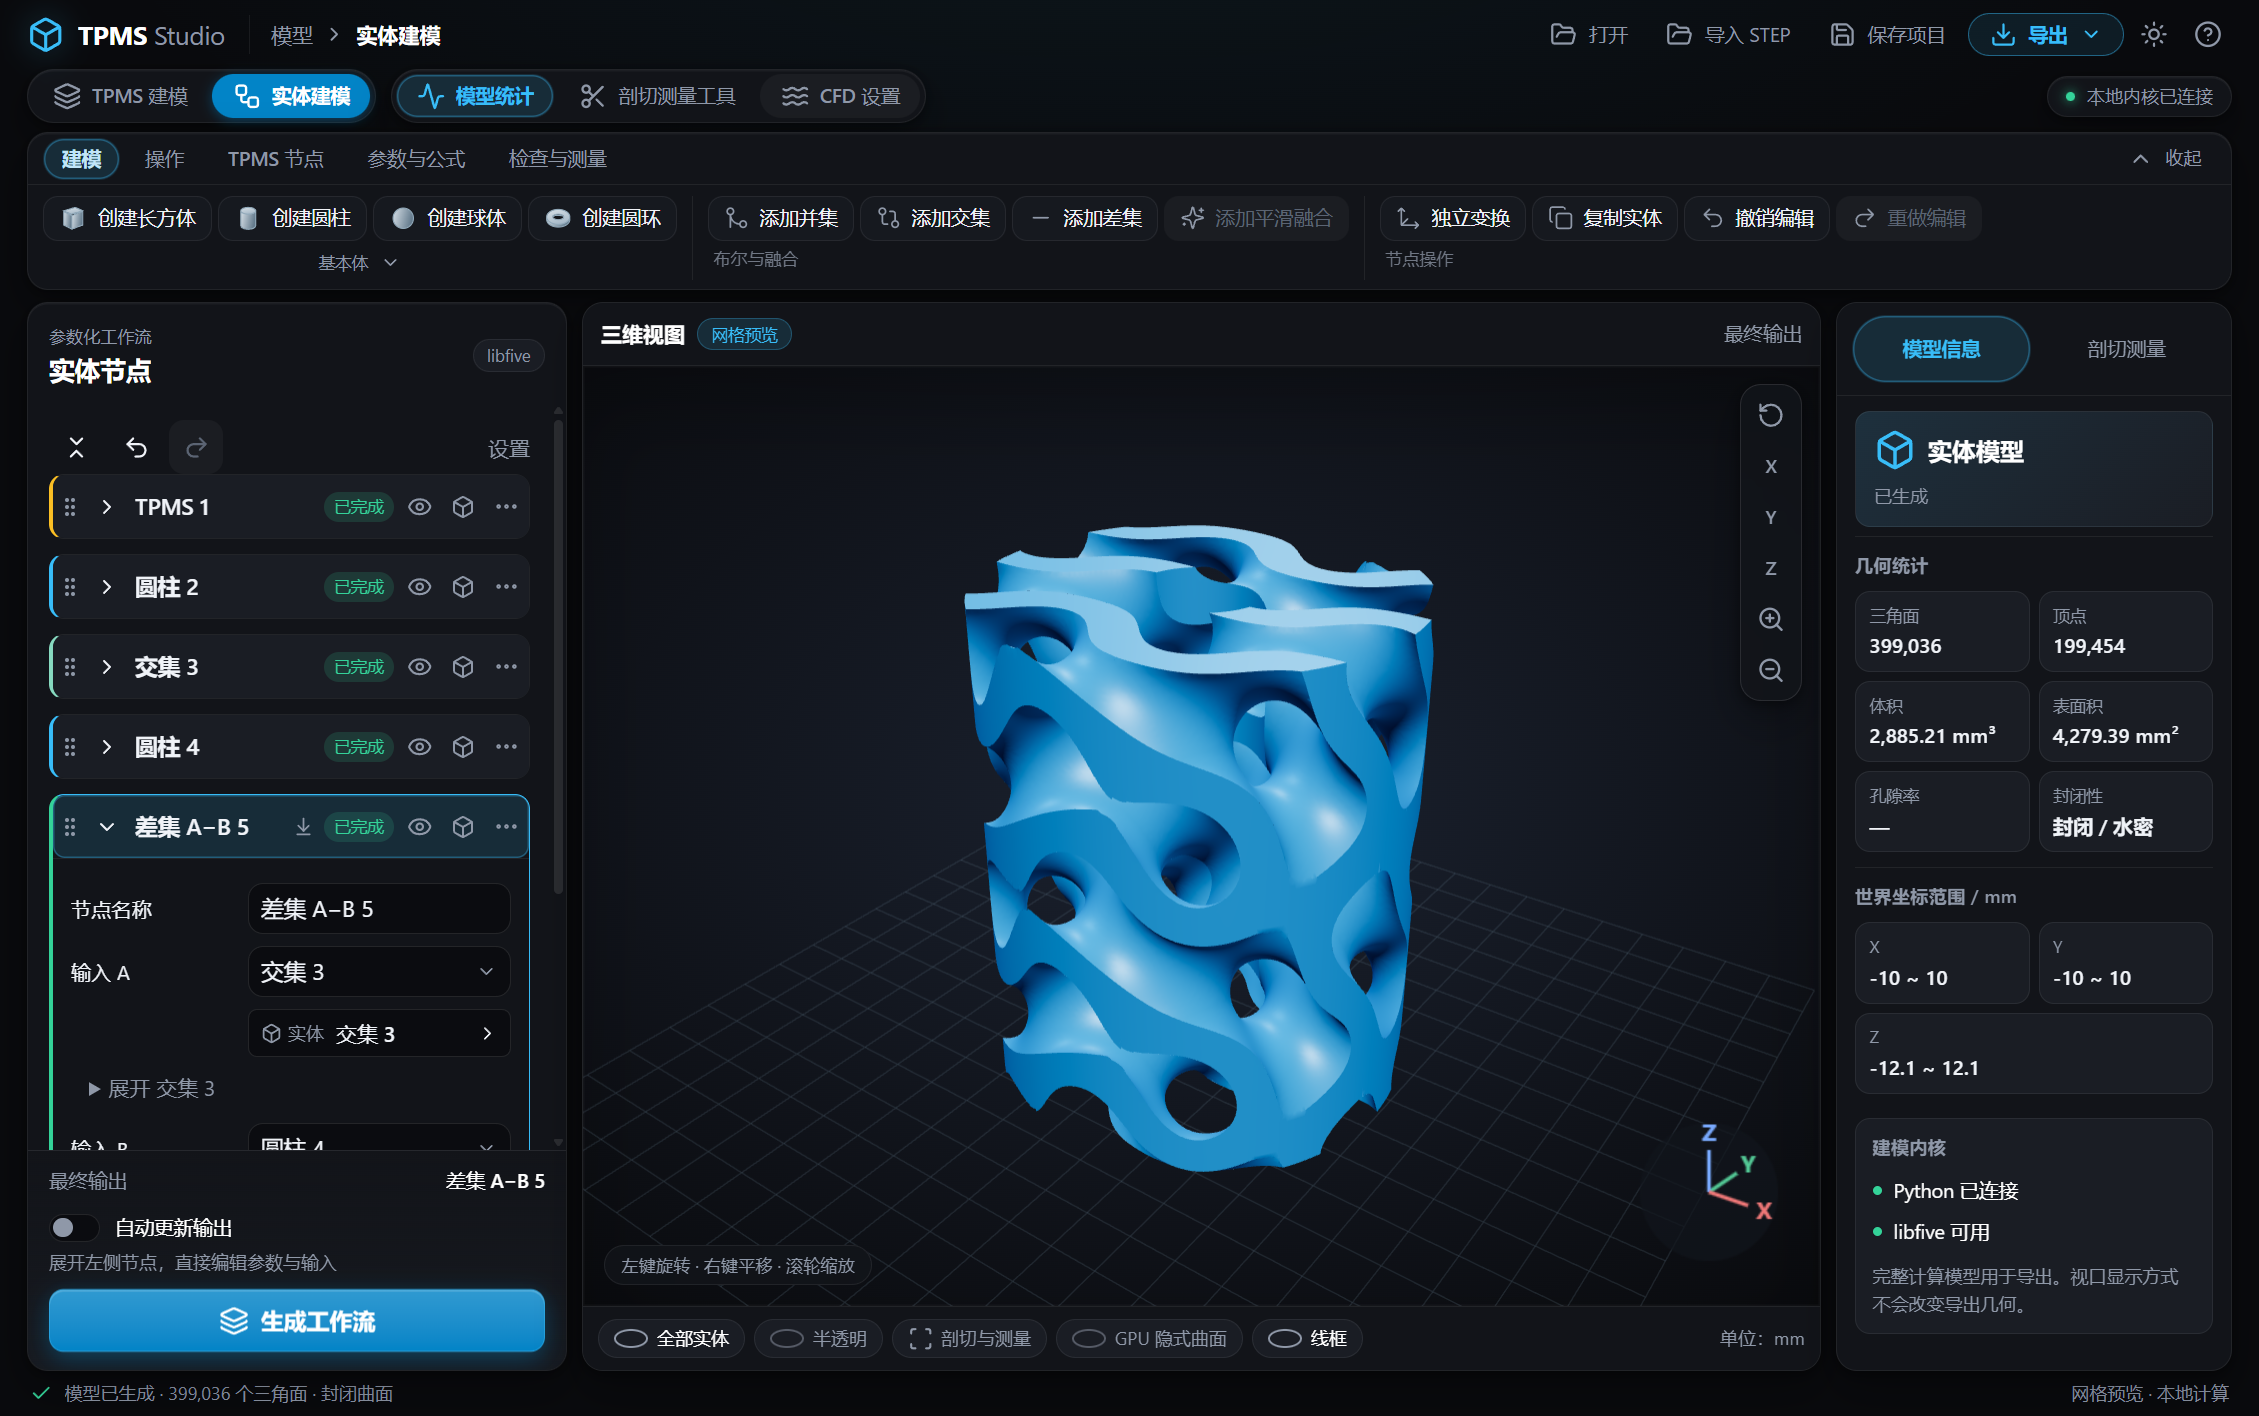 TPMS Studio 模型 实体建模 打开 导入 STEP 保存项目 导出
TPMS 建模 实体建模 模型统计 剖切测量工具 CFD 设置 本地内核已连接
建模 操作 TPMS 节点 参数与公式 检查与测量 收起
创建长方体 创建圆柱 创建球体 创建圆环 添加并集 添加交集 添加差集 添加平滑融合 独立变换 复制实体 撤销编辑 重做编辑
基本体 布尔与融合 节点操作
参数化工作流
实体节点
libfive
设置
TPMS 1 已完成
圆柱 2 已完成
交集 3 已完成
圆柱 4 已完成
差集 A−B 5 已完成
节点名称 差集 A−B 5
输入 A 交集 3
实体 交集 3
展开 交集 3
输入 B 圆柱 4
最终输出 差集 A−B 5
自动更新输出
展开左侧节点，直接编辑参数与输入
生成工作流
三维视图 网格预览 最终输出
X
Y
Z
Z
Y
X
左键旋转 · 右键平移 · 滚轮缩放
全部实体 半透明 剖切与测量 GPU 隐式曲面 线框 单位：mm
模型信息 剖切测量
实体模型
已生成
几何统计
三角面 顶点
399,036 199,454
体积 表面积
2,885.21 mm³ 4,279.39 mm²
孔隙率 封闭性
— 封闭 / 水密
世界坐标范围 / mm
X Y
-10 ~ 10 -10 ~ 10
Z
-12.1 ~ 12.1
建模内核
Python 已连接
libfive 可用
完整计算模型用于导出。视口显示方式
不会改变导出几何。
模型已生成 · 399,036 个三角面 · 封闭曲面 网格预览 · 本地计算